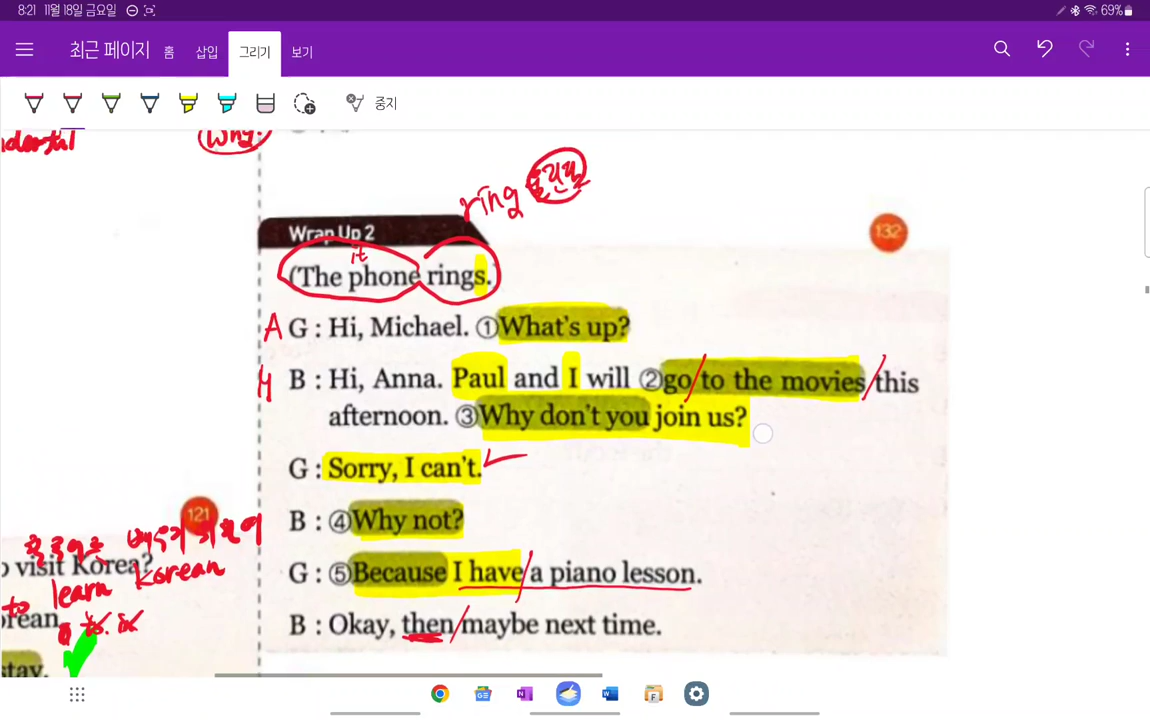 8:21 11월 18일 금요일
69%
최근 페이지 홈 삽입 그리기 보기
중지
Why?
ring
Wrap Up 2
132
it
(The phone rings.
A G : Hi, Michael. ①What's up?
B : Hi, Anna. Paul and I will ②go/to the movies/this
afternoon. ③Why don't you join us?
G : Sorry, I can't.
B : ④Why not?
G : ⑤Because I have/a piano lesson.
B : Okay, then/maybe next time.
121
o visit Korea?
to learn Korean
orean
stay.